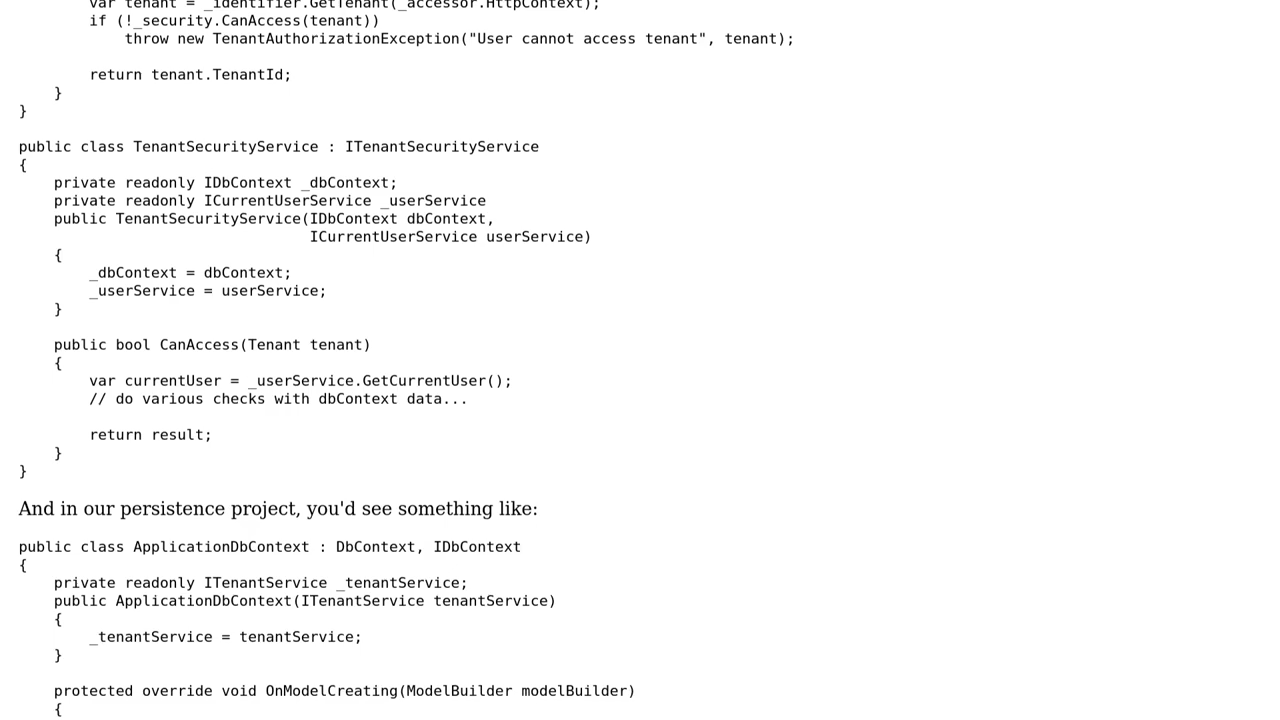 var tenant = _identifier.GetTenant(_accessor.HttpContext);
if (!_security.CanAccess(tenant))
throw new TenantAuthorizationException("User cannot access tenant", tenant);
return tenant.TenantId;
}
}
public class TenantSecurityService : ITenantSecurityService
{
private readonly IDbContext _dbContext;
private readonly ICurrentUserService _userService
public TenantSecurityService(IDbContext dbContext,
ICurrentUserService userService)
{
_dbContext = dbContext;
_userService = userService;
}
public bool CanAccess(Tenant tenant)
{
var currentUser = _userService.GetCurrentUser();
// do various checks with dbContext data...
return result;
}
}
And in our persistence project, you'd see something like:
public class ApplicationDbContext : DbContext, IDbContext
{
private readonly ITenantService _tenantService;
public ApplicationDbContext(ITenantService tenantService)
{
_tenantService = tenantService;
}
protected override void OnModelCreating(ModelBuilder modelBuilder)
{